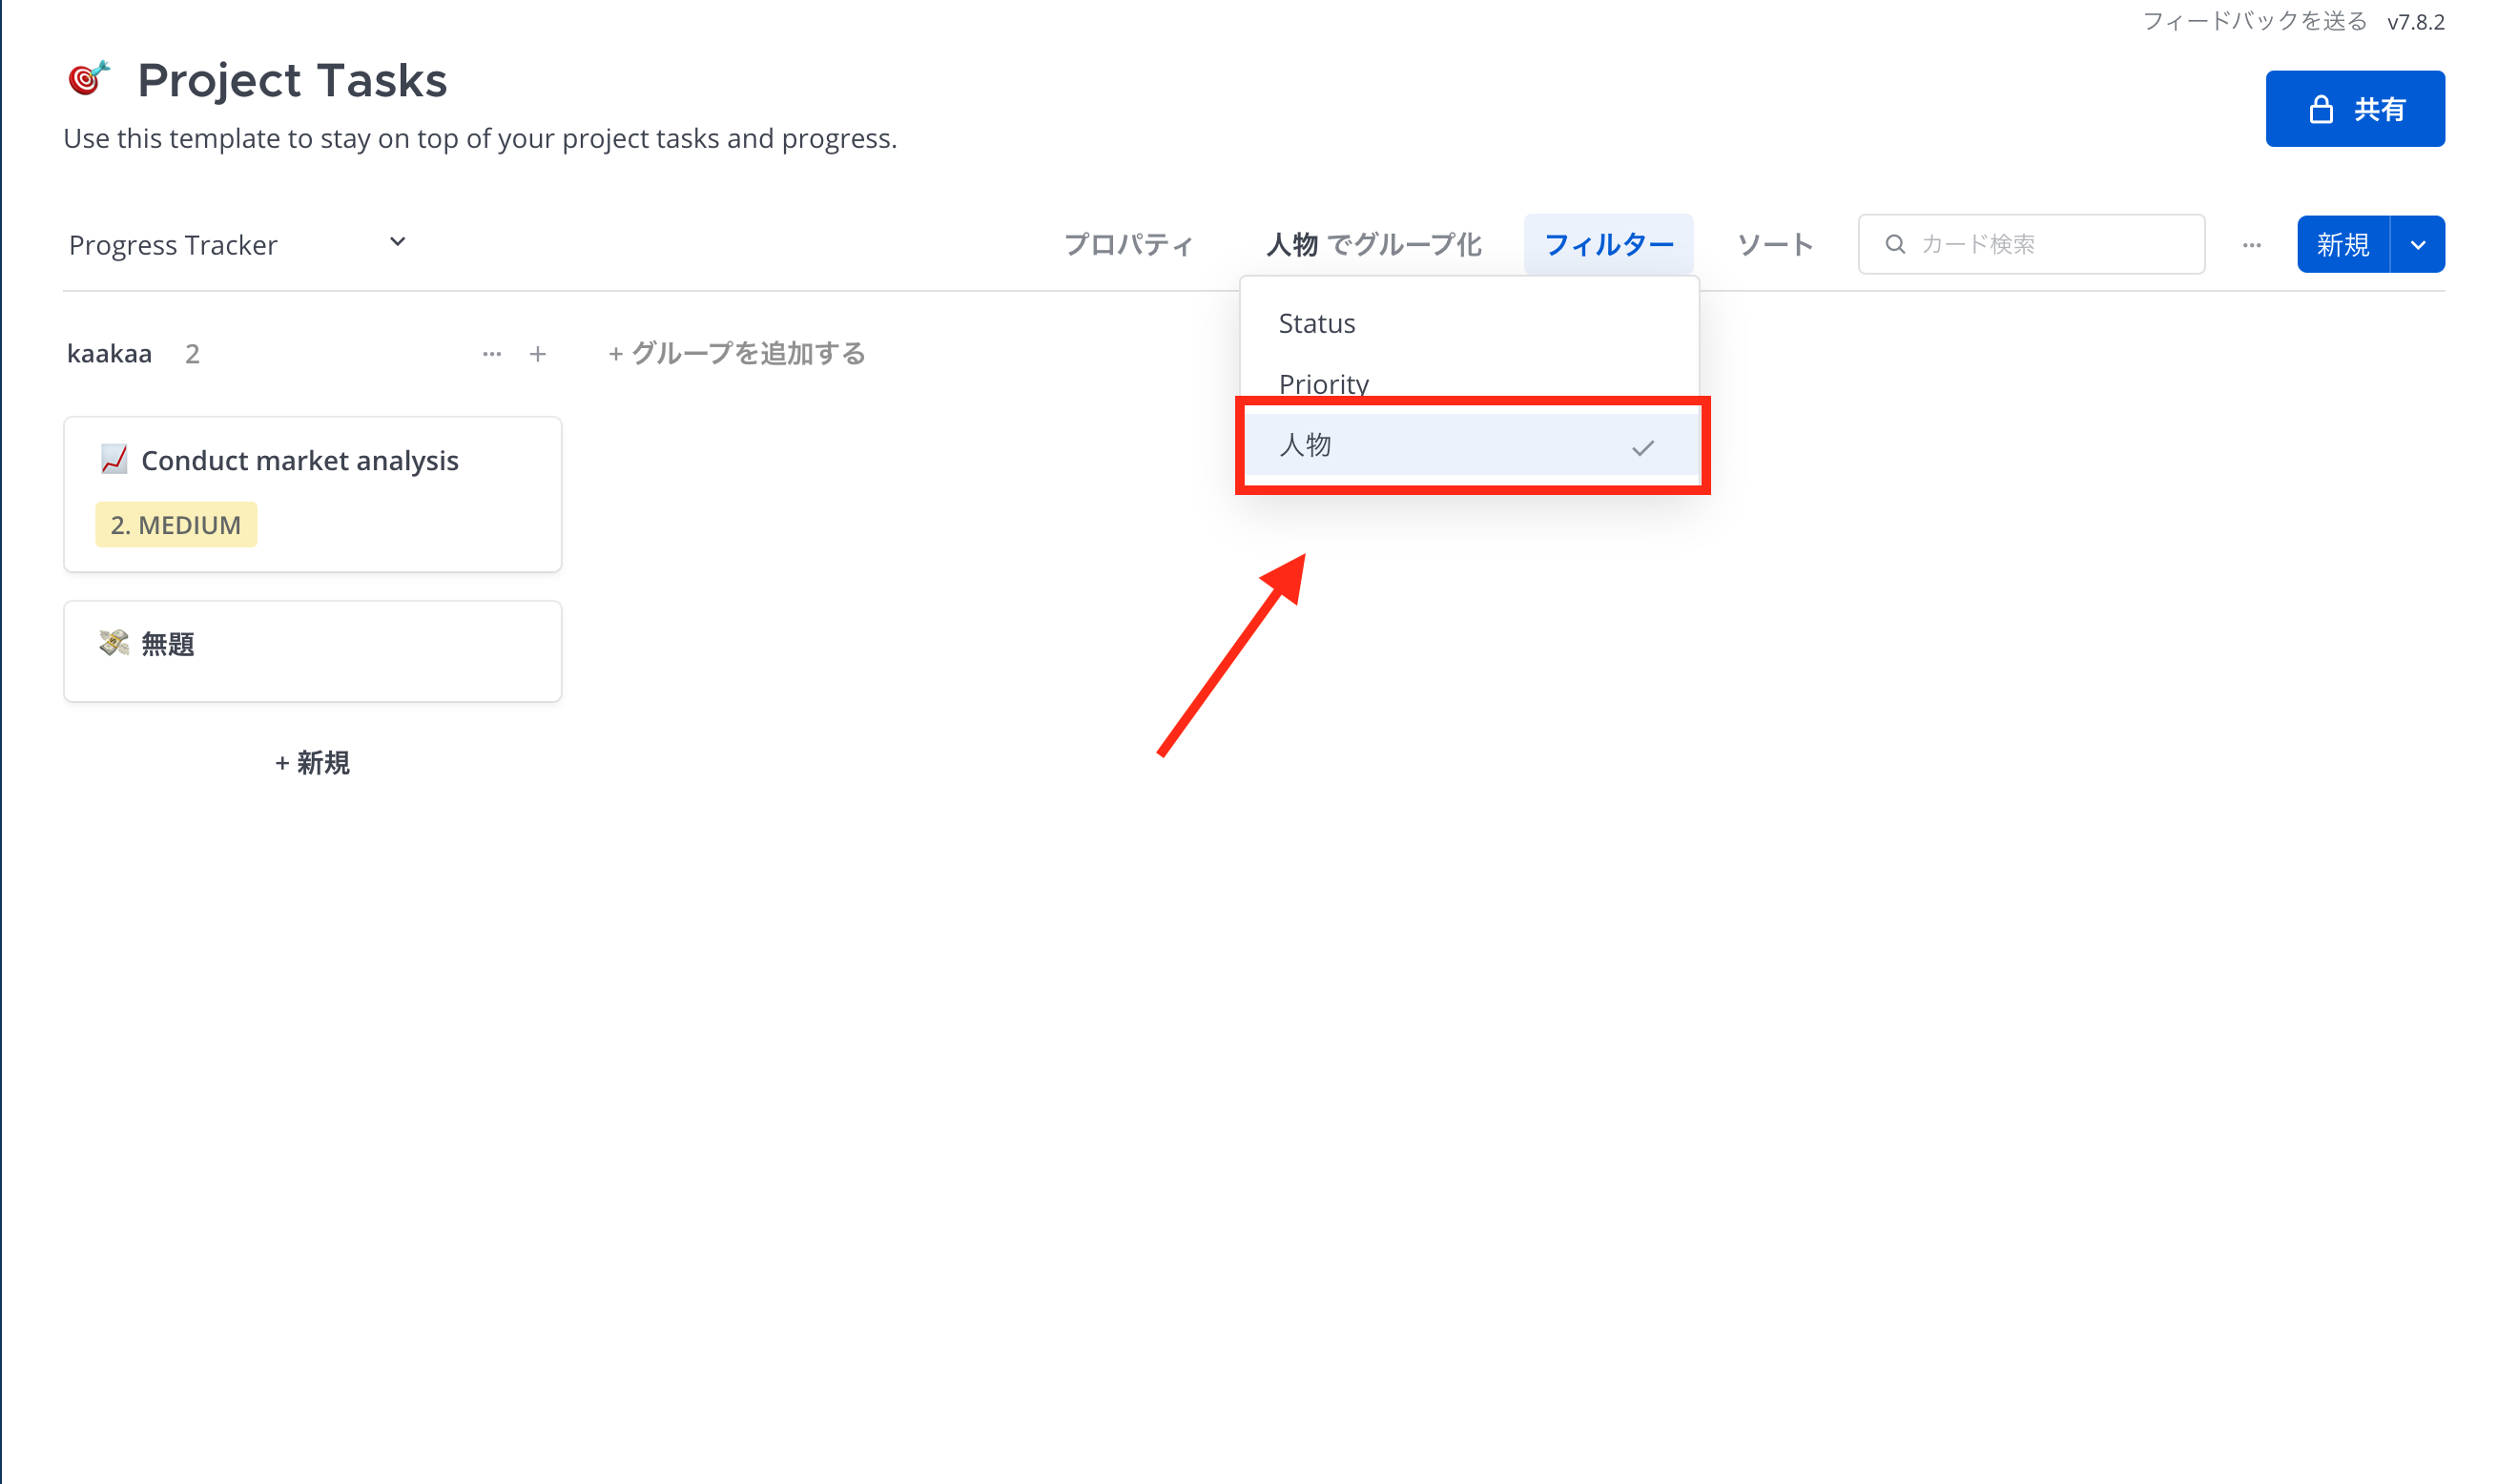 フィードバックを送る v7.8.2
Project Tasks
共有
Use this template to stay on top of your project tasks and progress.
Progress Tracker
プロパティ 人物 でグループ化 フィルター ソート カード検索 ... 新規
Status
Priority
人物
kaakaa 2 ... + + グループを追加する
Conduct market analysis
2. MEDIUM
無題
+ 新規